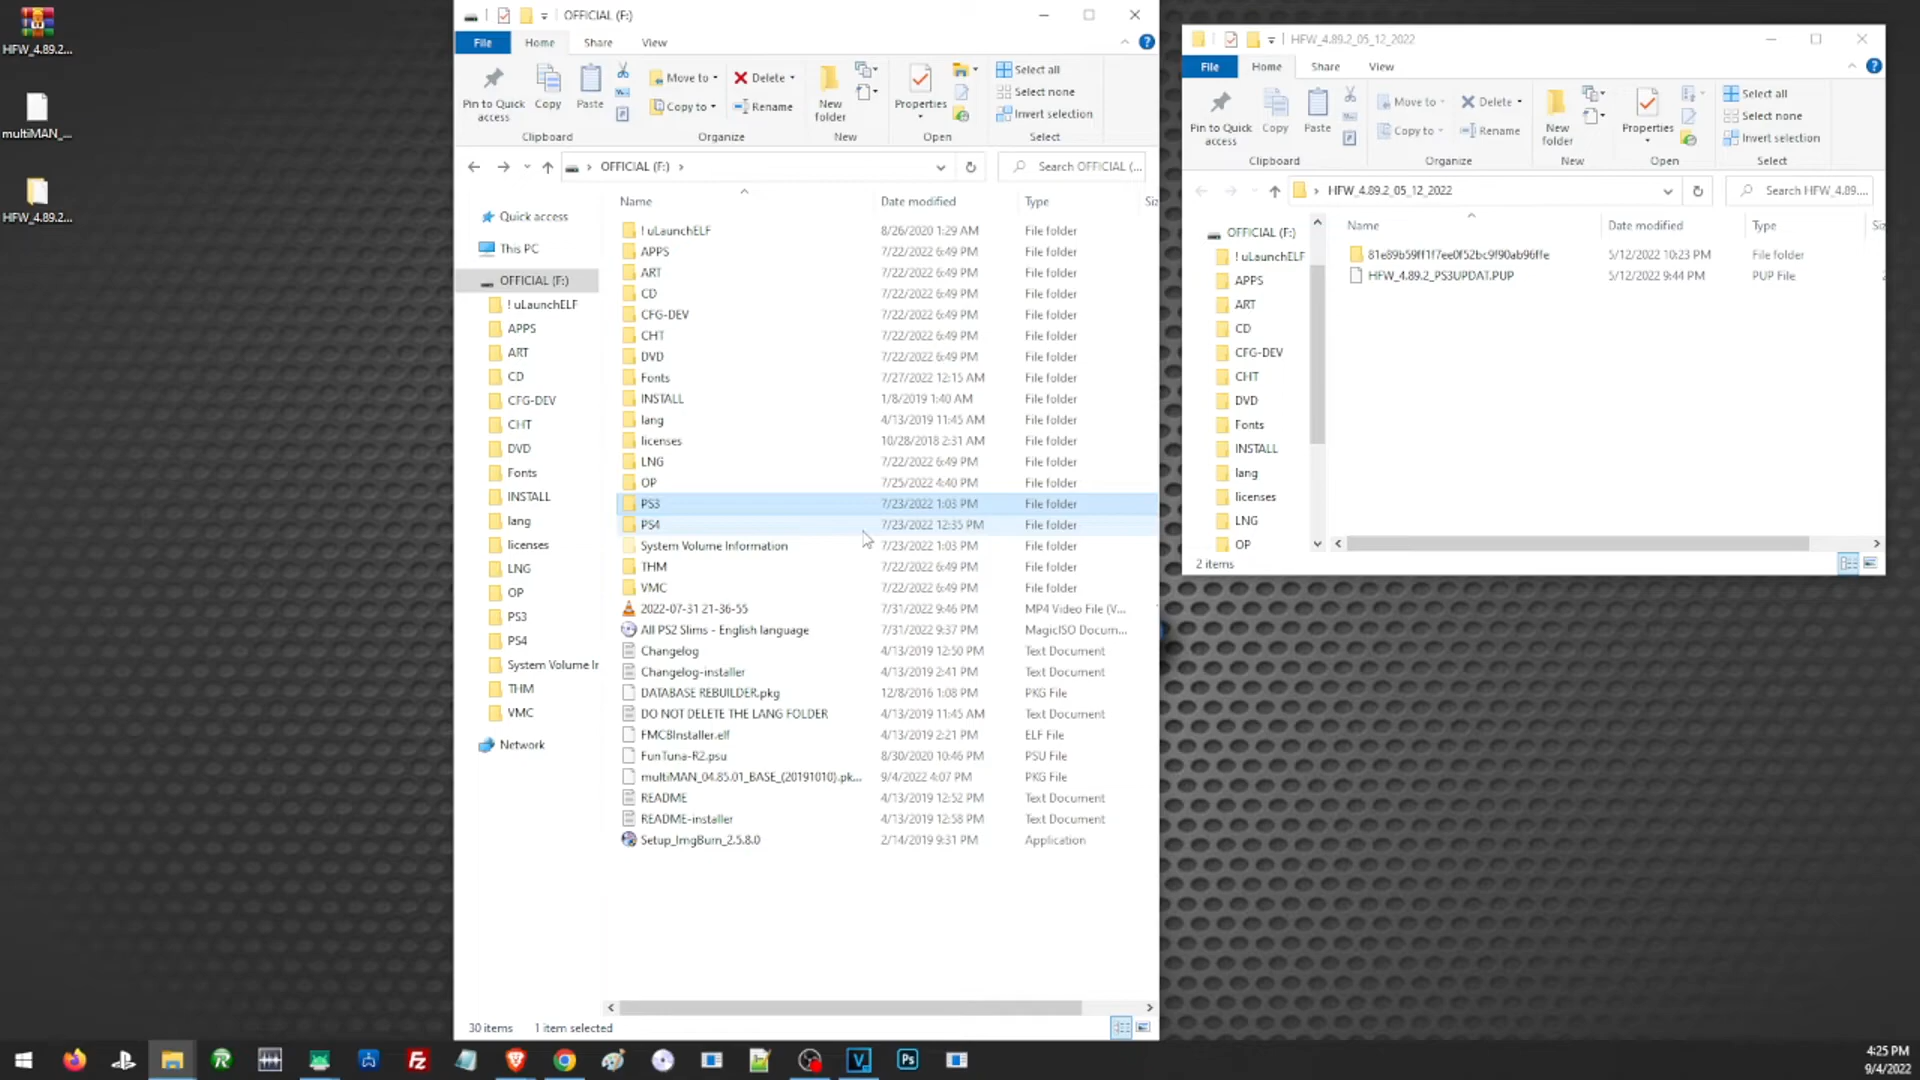 HFW_4.89.2...
multiMAN_...
HFW_4.89.2...
OFFICIAL (F:)
File Home Share View
Pin to Quick access
Copy
Paste
Clipboard
Move to
Copy to
Delete
Rename
Organize
New folder
New
Properties
Open
Select all
Select none
Invert selection
Select
OFFICIAL (F:)
Search OFFICIAL (...
Quick access
This PC
OFFICIAL (F:)
! uLaunchELF
APPS
ART
CD
CFG-DEV
CHT
DVD
Fonts
INSTALL
lang
licenses
LNG
OP
PS3
PS4
System Volume Ir
THM
VMC
Network
Name Date modified Type Siz
! uLaunchELF 8/26/2020 1:29 AM File folder
APPS 7/22/2022 6:49 PM File folder
ART 7/22/2022 6:49 PM File folder
CD 7/22/2022 6:49 PM File folder
CFG-DEV 7/22/2022 6:49 PM File folder
CHT 7/22/2022 6:49 PM File folder
DVD 7/22/2022 6:49 PM File folder
Fonts 7/27/2022 12:15 AM File folder
INSTALL 1/8/2019 1:40 AM File folder
lang 4/13/2019 11:45 AM File folder
licenses 10/28/2018 2:31 AM File folder
LNG 7/22/2022 6:49 PM File folder
OP 7/25/2022 4:40 PM File folder
PS3 7/23/2022 1:03 PM File folder
PS4 7/23/2022 12:35 PM File folder
System Volume Information 7/23/2022 1:03 PM File folder
THM 7/22/2022 6:49 PM File folder
VMC 7/22/2022 6:49 PM File folder
2022-07-31 21-36-55 7/31/2022 9:46 PM MP4 Video File (V...
All PS2 Slims - English language 7/31/2022 9:37 PM MagicISO Docum...
Changelog 4/13/2019 12:50 PM Text Document
Changelog-installer 4/13/2019 2:41 PM Text Document
DATABASE REBUILDER.pkg 12/8/2016 1:08 PM PKG File
DO NOT DELETE THE LANG FOLDER 4/13/2019 11:45 AM Text Document
FMCBInstaller.elf 4/13/2019 2:21 PM ELF File
FunTuna-R2.psu 8/30/2020 10:46 PM PSU File
multiMAN_04.85.01_BASE_(20191010).pk... 9/4/2022 4:07 PM PKG File
README 4/13/2019 12:52 PM Text Document
README-installer 4/13/2019 12:58 PM Text Document
Setup_ImgBurn_2.5.8.0 2/14/2019 9:31 PM Application
30 items 1 item selected
HFW_4.89.2_05_12_2022
File Home Share View
Pin to Quick access
Copy
Paste
Clipboard
Move to
Copy to
Delete
Rename
Organize
New folder
New
Properties
Open
Select all
Select none
Invert selection
Select
HFW_4.89.2_05_12_2022
Search HFW_4.89....
OFFICIAL (F:)
! uLaunchELF
APPS
ART
CD
CFG-DEV
CHT
DVD
Fonts
INSTALL
lang
licenses
LNG
OP
Name Date modified Type Siz
81e89b59ff1f7ee0f52bc9f90ab96ffe 5/12/2022 10:23 PM File folder
HFW_4.89.2_PS3UPDAT.PUP 5/12/2022 9:44 PM PUP File
2 items
4:25 PM
9/4/2022